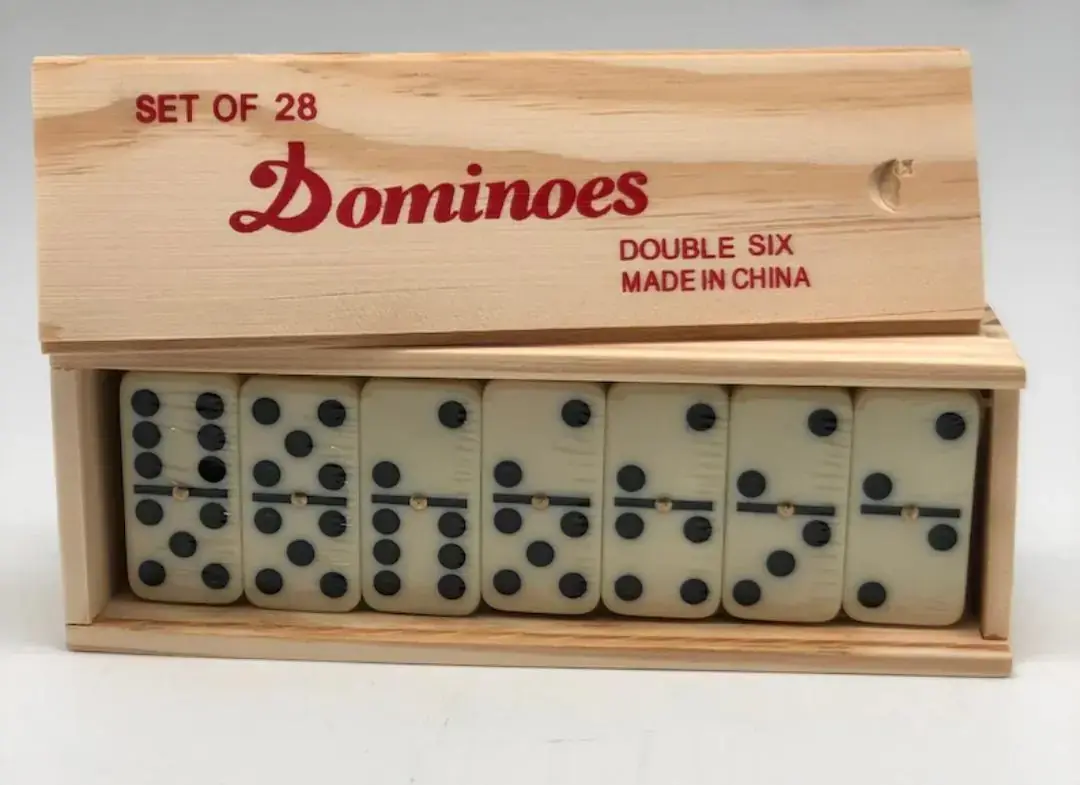 SET OF 28
Dominoes
DOUBLE SIX
MADE IN CHINA